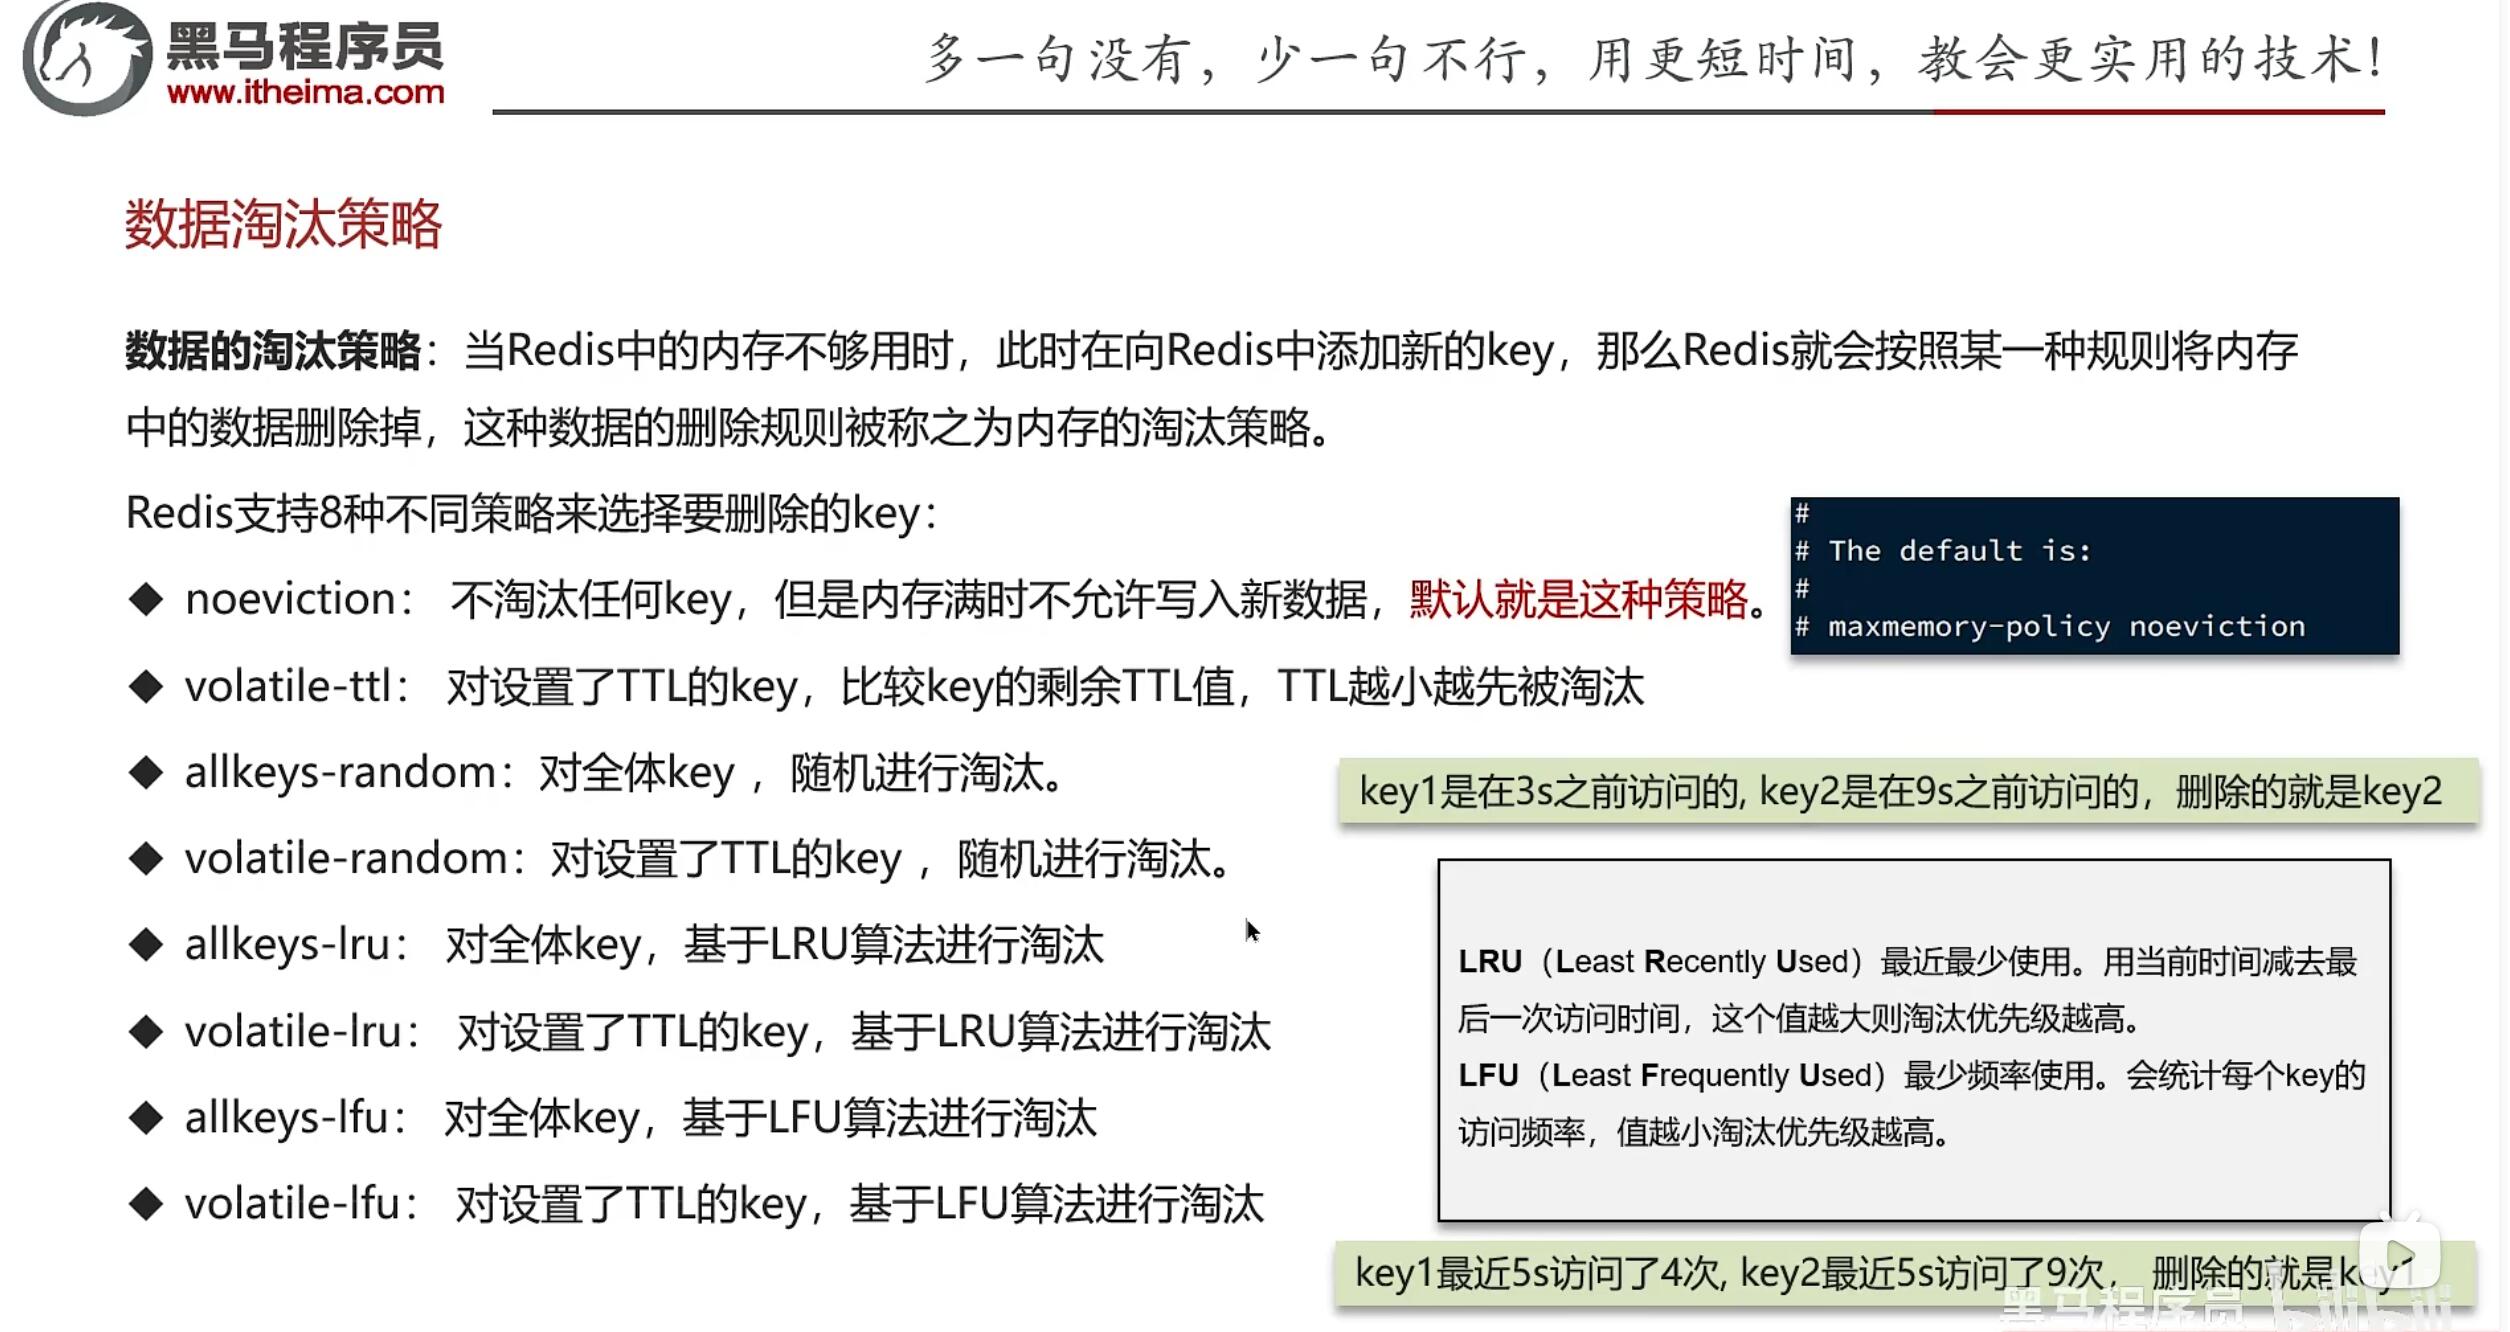 黑马程序员
www.itheima.com
多一句没有，少一句不行，用更短时间，教会更实用的技术！
数据淘汰策略
数据的淘汰策略：当Redis中的内存不够用时，此时在向Redis中添加新的key，那么Redis就会按照某一种规则将内存
中的数据删除掉，这种数据的删除规则被称之为内存的淘汰策略。
Redis支持8种不同策略来选择要删除的key：
◆ noeviction： 不淘汰任何key，但是内存满时不允许写入新数据，默认就是这种策略。
#
# The default is:
#
# maxmemory-policy noeviction
◆ volatile-ttl： 对设置了TTL的key，比较key的剩余TTL值，TTL越小越先被淘汰
◆ allkeys-random：对全体key ，随机进行淘汰。
◆ volatile-random：对设置了TTL的key ，随机进行淘汰。
◆ allkeys-lru： 对全体key，基于LRU算法进行淘汰
◆ volatile-lru： 对设置了TTL的key，基于LRU算法进行淘汰
◆ allkeys-lfu： 对全体key，基于LFU算法进行淘汰
◆ volatile-lfu： 对设置了TTL的key，基于LFU算法进行淘汰
key1是在3s之前访问的, key2是在9s之前访问的，删除的就是key2
LRU（Least Recently Used）最近最少使用。用当前时间减去最
后一次访问时间，这个值越大则淘汰优先级越高。
LFU（Least Frequently Used）最少频率使用。会统计每个key的
访问频率，值越小淘汰优先级越高。
key1最近5s访问了4次, key2最近5s访问了9次， 删除的就是key1
黑马程序员 bilibili